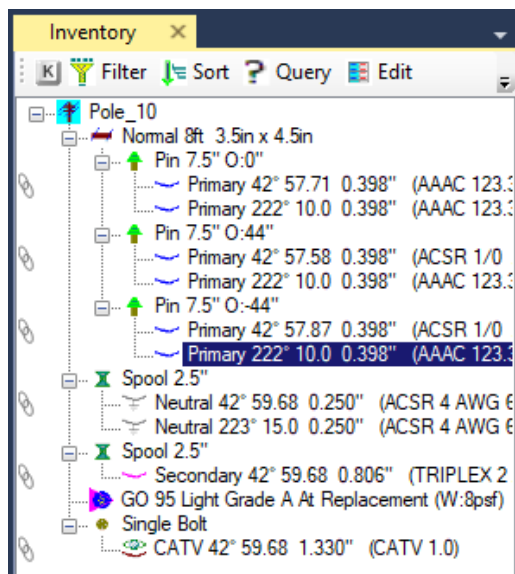 Inventory
K Filter Sort ? Query Edit
Pole_10
Normal 8ft 3.5in x 4.5in
Pin 7.5" O:0"
Primary 42° 57.71 0.398" (AAAC 123.3
Primary 222° 10.0 0.398" (AAAC 123.3
Pin 7.5" O:44"
Primary 42° 57.58 0.398" (ACSR 1/0
Primary 222° 10.0 0.398" (AAAC 123.3
Pin 7.5" O:-44"
Primary 42° 57.87 0.398" (ACSR 1/0
Primary 222° 10.0 0.398" (AAAC 123.3
Spool 2.5"
Neutral 42° 59.68 0.250" (ACSR 4 AWG 6
Neutral 223° 15.0 0.250" (ACSR 4 AWG 6
Spool 2.5"
Secondary 42° 59.68 0.806" (TRIPLEX 2
GO 95 Light Grade A At Replacement (W:8psf)
Single Bolt
CATV 42° 59.68 1.330" (CATV 1.0)